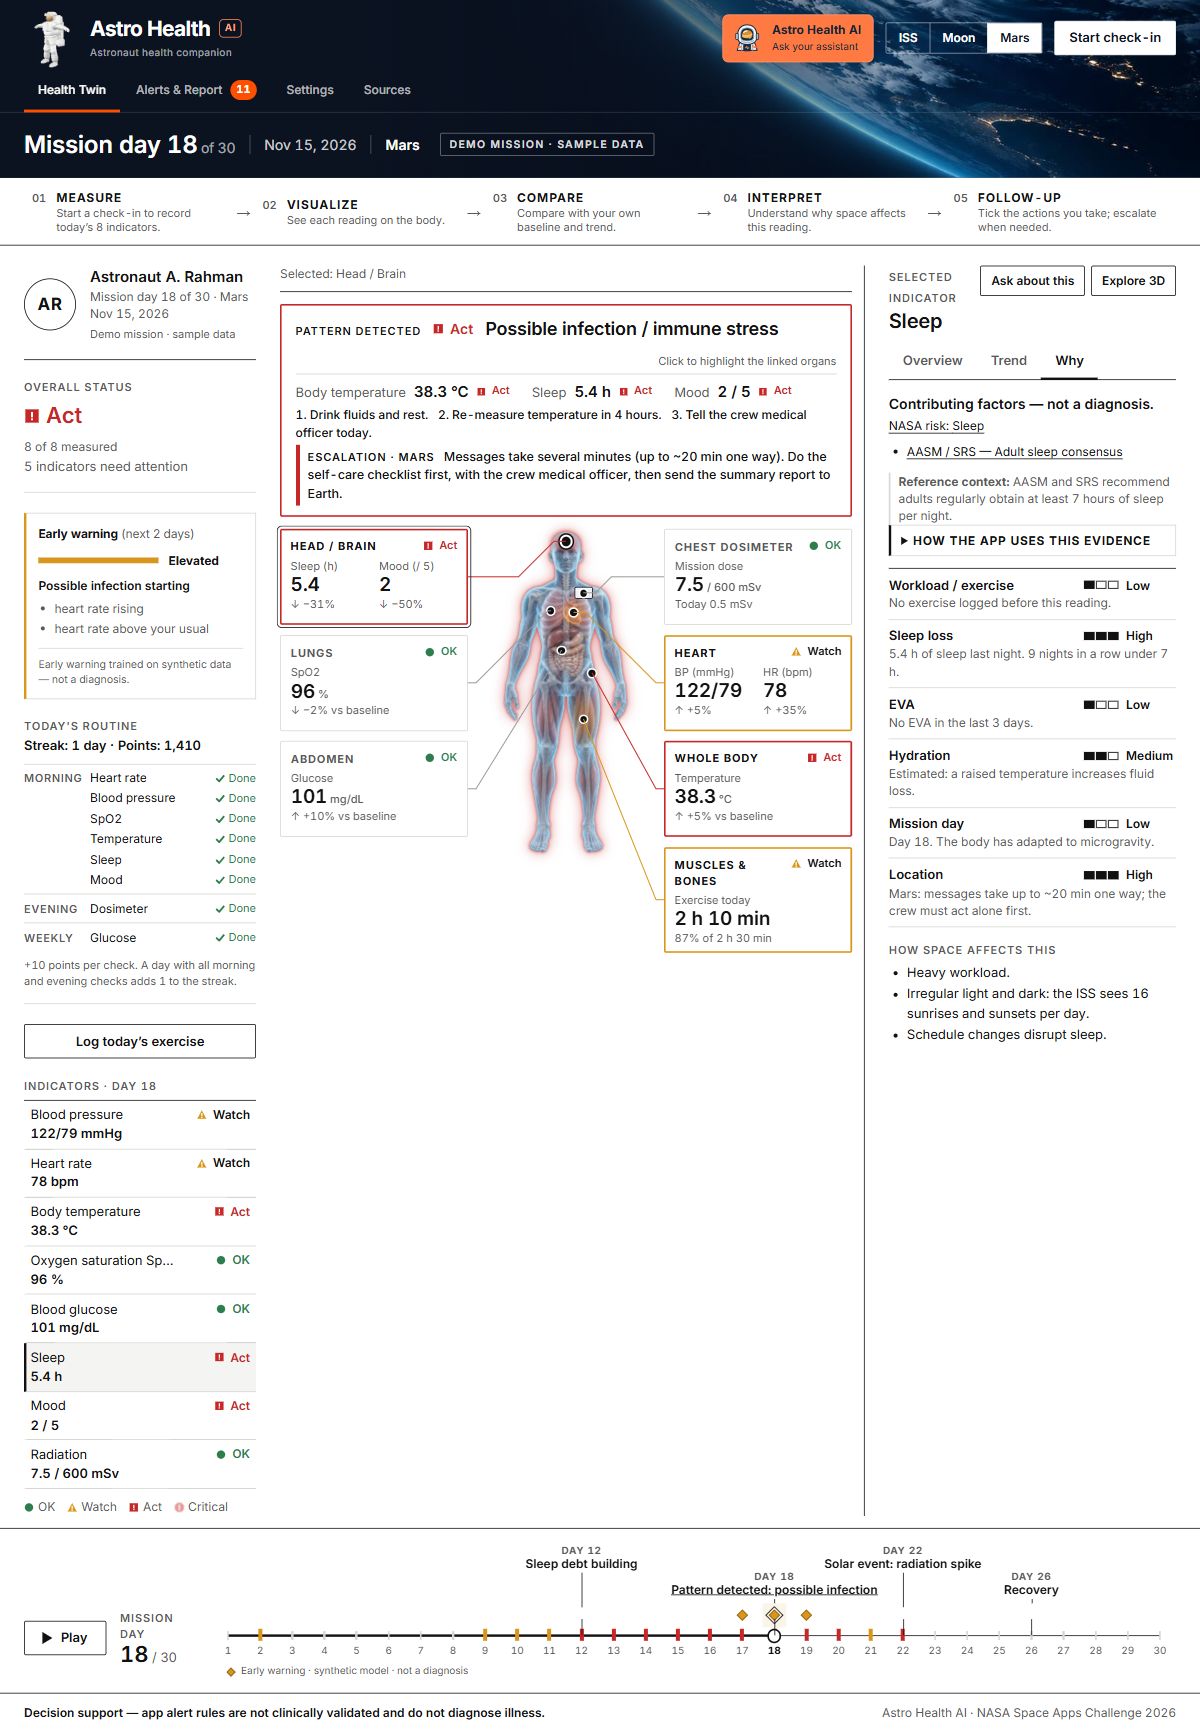 Astro Health AI
Astronaut health companion
Astro Health AI
Ask your assistant
ISS Moon Mars
Start check-in
Health Twin
Alerts & Report 11
Settings
Sources
Mission day 18 of 30
Nov 15, 2026
Mars
DEMO MISSION · SAMPLE DATA
01 MEASURE
Start a check-in to record
today's 8 indicators.
→
02 VISUALIZE
See each reading on the body.
→
03 COMPARE
Compare with your own
baseline and trend.
→
04 INTERPRET
Understand why space affects
this reading.
→
05 FOLLOW-UP
Tick the actions you take; escalate
when needed.
AR
Astronaut A. Rahman
Mission day 18 of 30 · Mars
Nov 15, 2026
Demo mission · sample data
OVERALL STATUS
Act
8 of 8 measured
5 indicators need attention
Early warning (next 2 days)
Elevated
Possible infection starting
• heart rate rising
• heart rate above your usual
Early warning trained on synthetic data
— not a diagnosis.
TODAY'S ROUTINE
Streak: 1 day · Points: 1,410
MORNING Heart rate Done
Blood pressure Done
SpO2 Done
Temperature Done
Sleep Done
Mood Done
EVENING Dosimeter Done
WEEKLY Glucose Done
+10 points per check. A day with all morning
and evening checks adds 1 to the streak.
Log today's exercise
INDICATORS · DAY 18
Blood pressure Watch
122/79 mmHg
Heart rate Watch
78 bpm
Body temperature Act
38.3 °C
Oxygen saturation Sp... OK
96 %
Blood glucose OK
101 mg/dL
Sleep Act
5.4 h
Mood Act
2 / 5
Radiation OK
7.5 / 600 mSv
OK Watch Act Critical
Selected: Head / Brain
PATTERN DETECTED Act Possible infection / immune stress
Click to highlight the linked organs
Body temperature 38.3 °C Act Sleep 5.4 h Act Mood 2 / 5 Act
1. Drink fluids and rest. 2. Re-measure temperature in 4 hours. 3. Tell the crew medical
officer today.
ESCALATION · MARS Messages take several minutes (up to ~20 min one way). Do the
self-care checklist first, with the crew medical officer, then send the summary report to
Earth.
HEAD / BRAIN Act
Sleep (h) Mood (/ 5)
5.4 2
↓ −31% ↓ −50%
LUNGS OK
SpO2
96 %
↓ −2% vs baseline
ABDOMEN OK
Glucose
101 mg/dL
↑ +10% vs baseline
CHEST DOSIMETER OK
Mission dose
7.5 / 600 mSv
Today 0.5 mSv
HEART Watch
BP (mmHg) HR (bpm)
122/79 78
↑ +5% ↑ +35%
WHOLE BODY Act
Temperature
38.3 °C
↑ +5% vs baseline
MUSCLES & Watch
BONES
Exercise today
2 h 10 min
87% of 2 h 30 min
SELECTED
INDICATOR
Sleep
Ask about this
Explore 3D
Overview Trend Why
Contributing factors — not a diagnosis.
NASA risk: Sleep
• AASM / SRS — Adult sleep consensus
Reference context: AASM and SRS recommend
adults regularly obtain at least 7 hours of sleep
per night.
HOW THE APP USES THIS EVIDENCE
Workload / exercise Low
No exercise logged before this reading.
Sleep loss High
5.4 h of sleep last night. 9 nights in a row under 7
h.
EVA Low
No EVA in the last 3 days.
Hydration Medium
Estimated: a raised temperature increases fluid
loss.
Mission day Low
Day 18. The body has adapted to microgravity.
Location High
Mars: messages take up to ~20 min one way; the
crew must act alone first.
HOW SPACE AFFECTS THIS
• Heavy workload.
• Irregular light and dark: the ISS sees 16
sunrises and sunsets per day.
• Schedule changes disrupt sleep.
Play
MISSION
DAY
18 / 30
DAY 12
Sleep debt building
DAY 18
Pattern detected: possible infection
DAY 22
Solar event: radiation spike
DAY 26
Recovery
1 2 3 4 5 6 7 8 9 10 11 12 13 14 15 16 17 18 19 20 21 22 23 24 25 26 27 28 29 30
Early warning · synthetic model · not a diagnosis
Decision support — app alert rules are not clinically validated and do not diagnose illness.
Astro Health AI · NASA Space Apps Challenge 2026